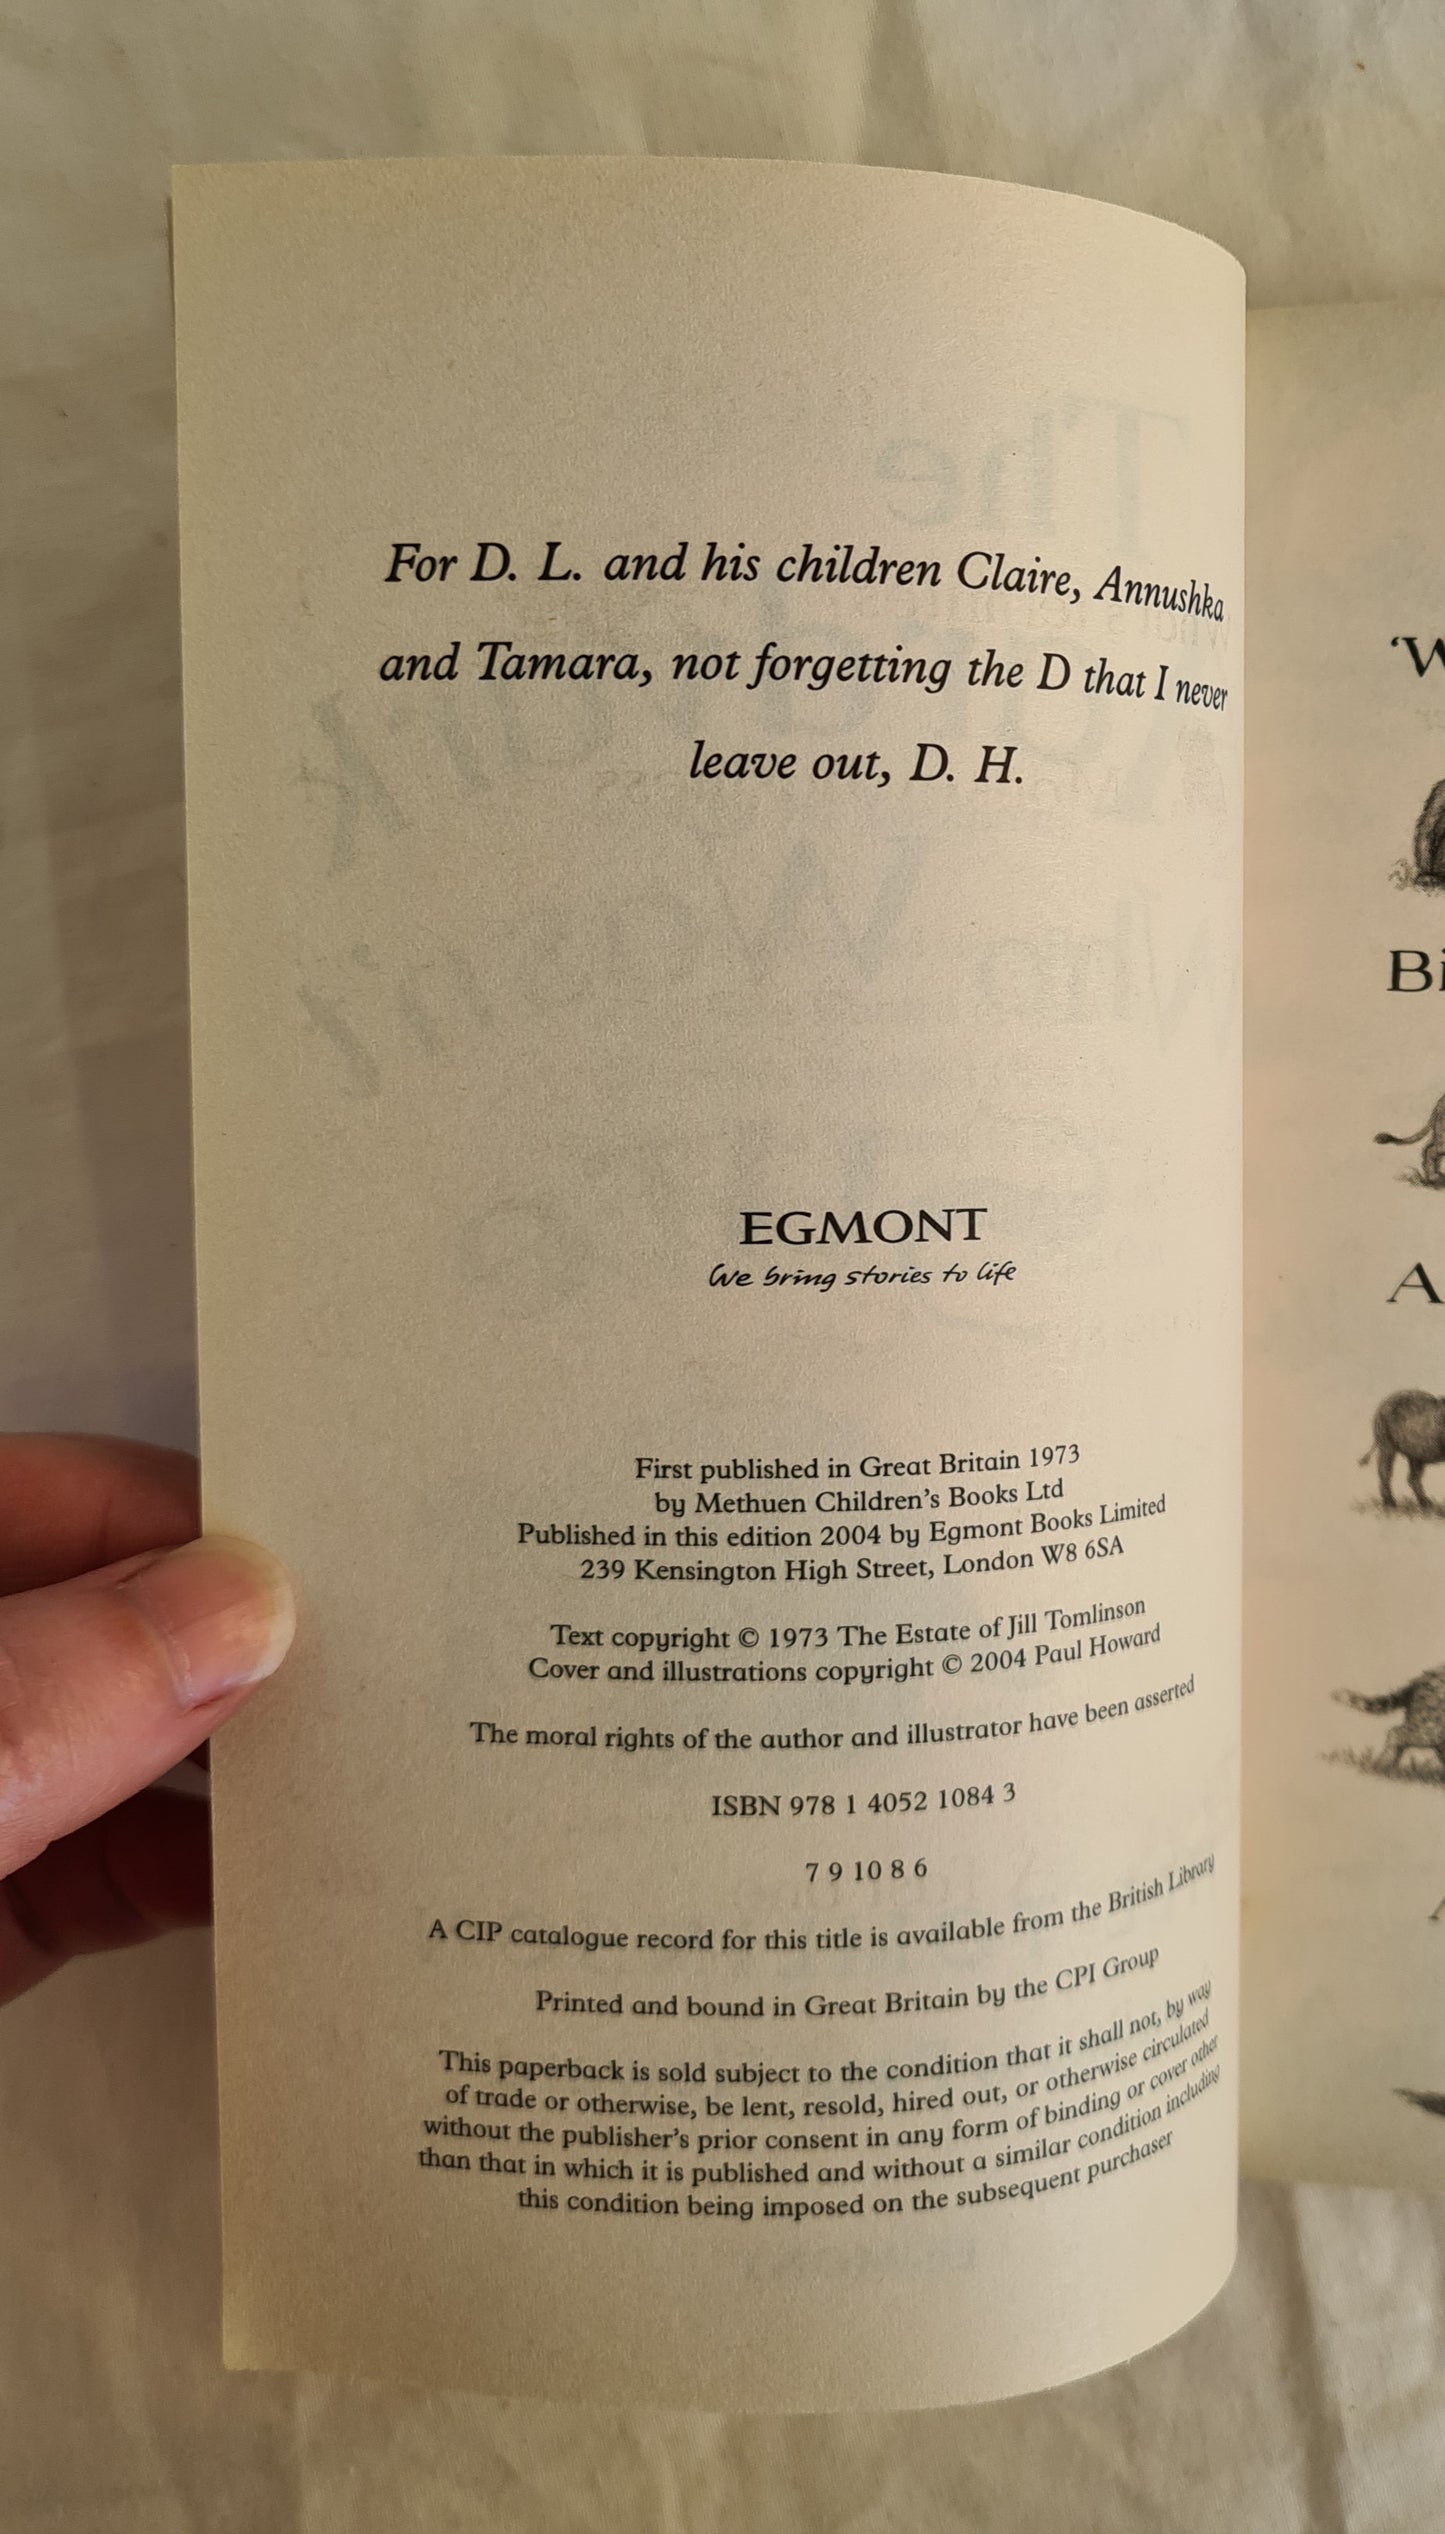 For D. L. and his children Claire, Annushka
and Tamara, not forgetting the D that I never
leave out, D. H.
EGMONT
We bring stories to life
First published in Great Britain 1973
by Methuen Children's Books Ltd
Published in this edition 2004 by Egmont Books Limited
239 Kensington High Street, London W8 6SA
Text copyright © 1973 The Estate of Jill Tomlinson
Cover and illustrations copyright © 2004 Paul Howard
The moral rights of the author and illustrator have been asserted
ISBN 978 1 4052 1084 3
7 9 10 8 6
A CIP catalogue record for this title is available from the British Library
Printed and bound in Great Britain by the CPI Group
This paperback is sold subject to the condition that it shall not, by way
of trade or otherwise, be lent, resold, hired out, or otherwise circulated
without the publisher's prior consent in any form of binding or cover other
than that in which it is published and without a similar condition including
this condition being imposed on the subsequent purchaser